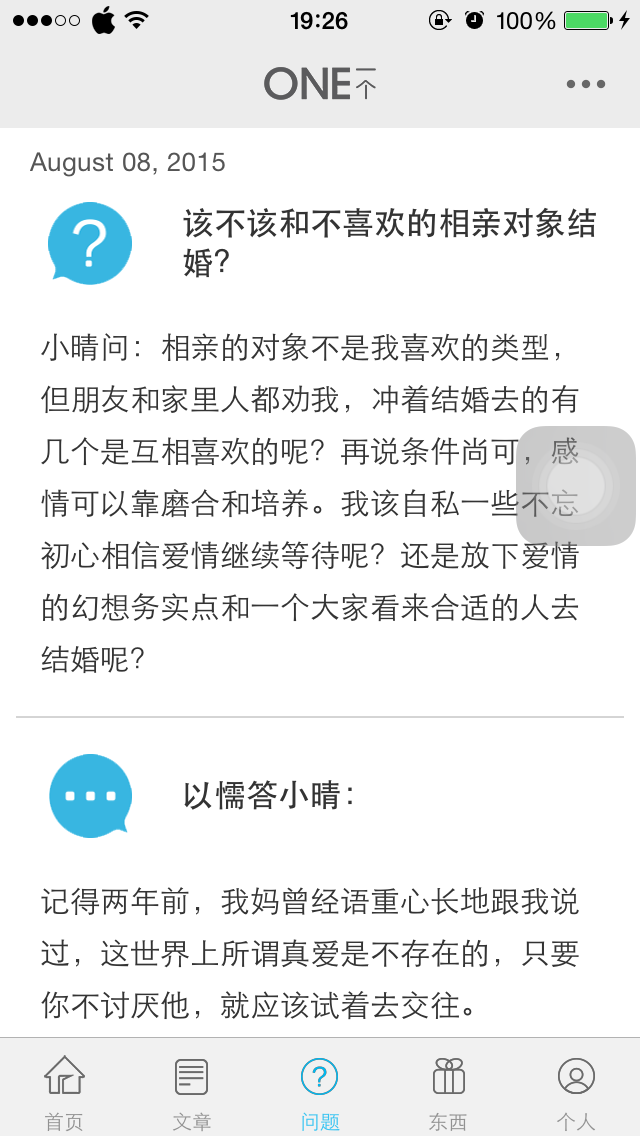 19:26
100%
ONE一个
August 08, 2015
?
该不该和不喜欢的相亲对象结
婚?
小晴问：相亲的对象不是我喜欢的类型，
但朋友和家里人都劝我，冲着结婚去的有
几个是互相喜欢的呢？再说条件尚可，感
情可以靠磨合和培养。我该自私一些不忘
初心相信爱情继续等待呢？还是放下爱情
的幻想务实点和一个大家看来合适的人去
结婚呢？
以懦答小晴：
记得两年前，我妈曾经语重心长地跟我说
过，这世界上所谓真爱是不存在的，只要
你不讨厌他，就应该试着去交往。
?
首页 文章 问题 东西 个人